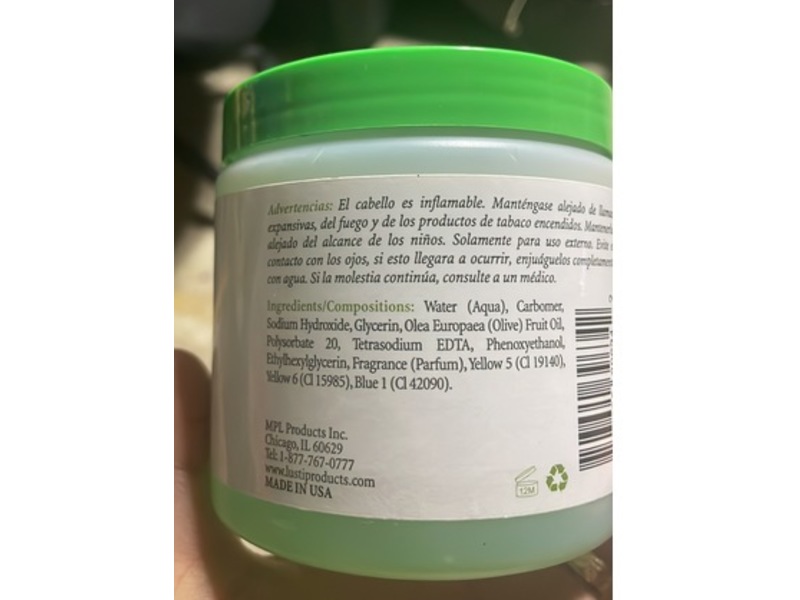 Advertencias: El cabello es inflamable. Manténgase alejado de
expansivas, del fuego y de los productos de tabaco encendidos.
alejado del alcance de los niños. Solamente para uso externo. Evite
contacto con los ojos, si esto llegara a ocurrir, enjuáguelos
con agua. Si la molestia continúa, consulte a un médico.
Ingredients/Compositions: Water (Aqua), Carbomer,
Sodium Hydroxide, Glycerin, Olea Europaea (Olive) Fruit Oil,
Polysorbate 20, Tetrasodium EDTA, Phenoxyethanol,
Ethylhexylglycerin, Fragrance (Parfum), Yellow 5 (CI 19140),
Yellow 6 (CI 15985), Blue 1 (CI 42090).
MPL Products Inc.
Chicago, IL 60629
Tel: 1-877-767-0777
www.lustiproducts.com
MADE IN USA
12M